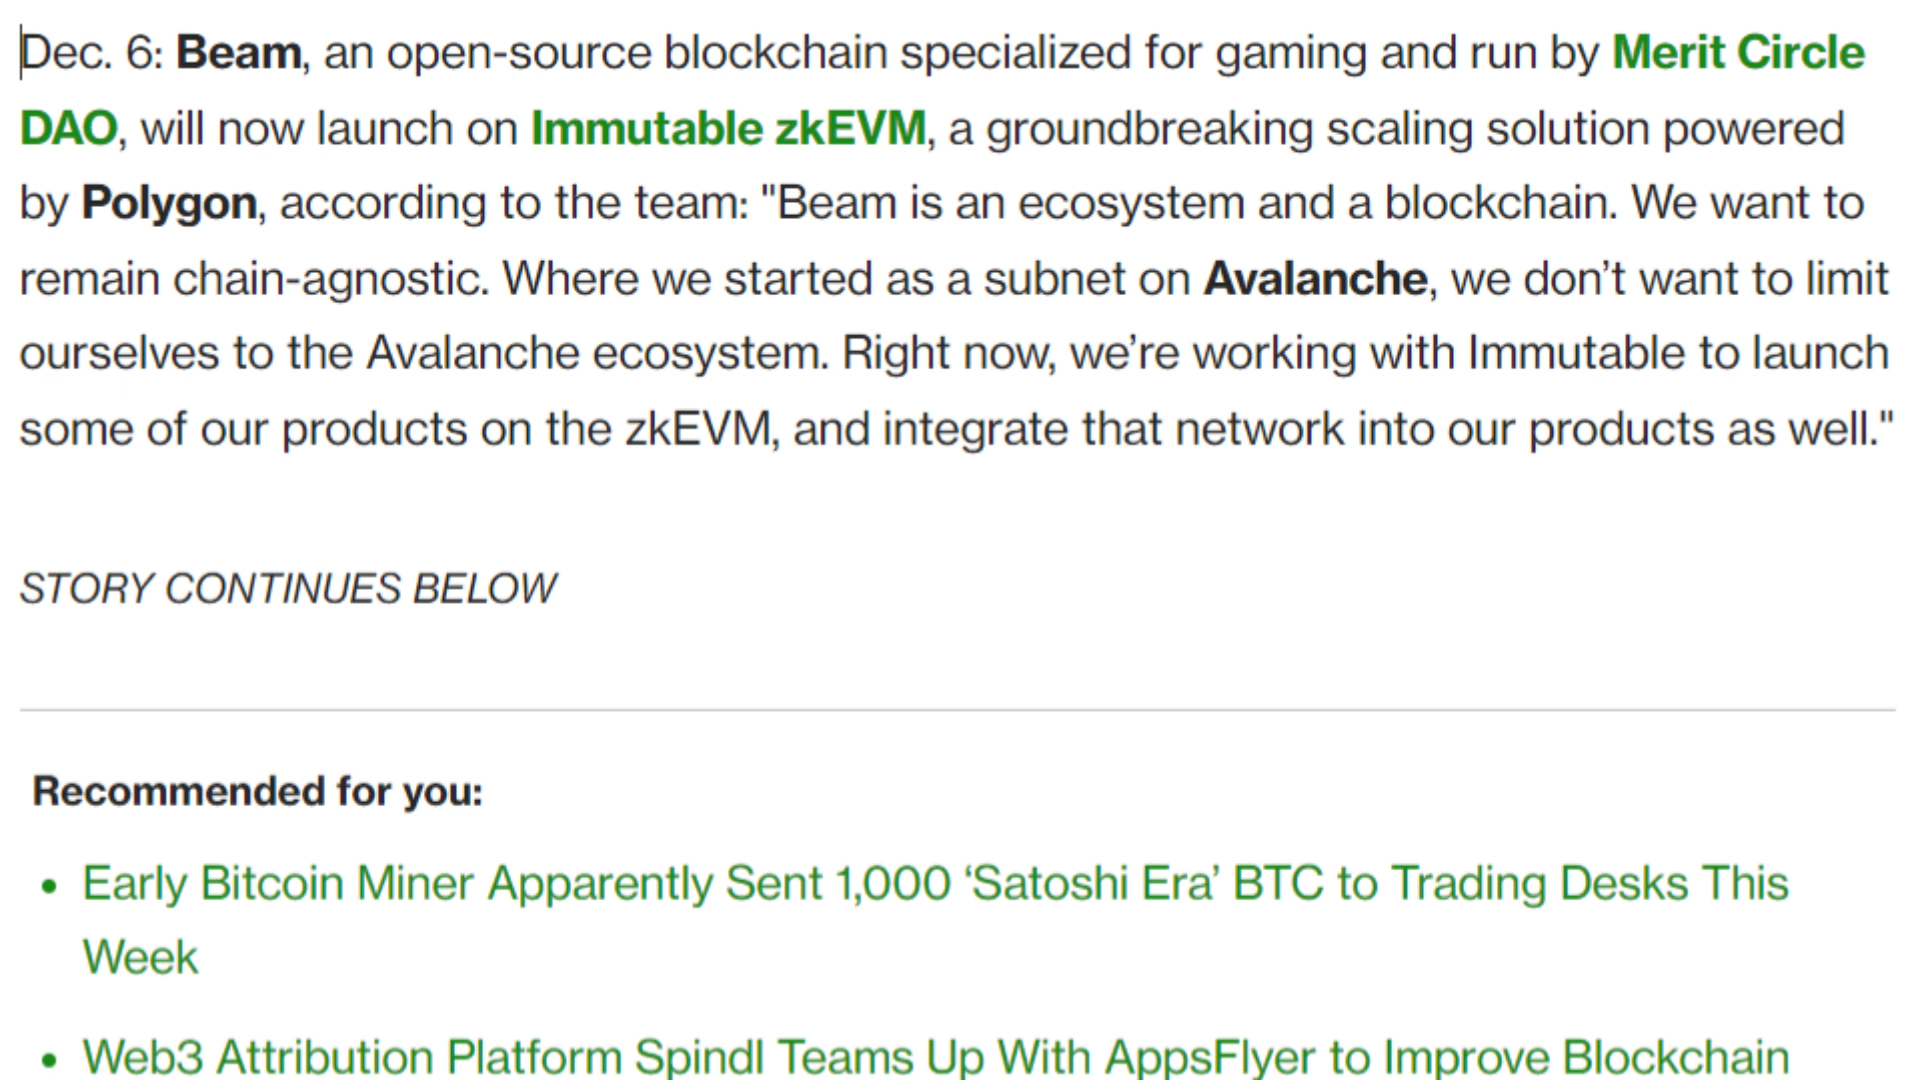 Dec. 6: Beam, an open-source blockchain specialized for gaming and run by Merit Circle
DAO, will now launch on Immutable zkEVM, a groundbreaking scaling solution powered
by Polygon, according to the team: "Beam is an ecosystem and a blockchain. We want to
remain chain-agnostic. Where we started as a subnet on Avalanche, we don’t want to limit
ourselves to the Avalanche ecosystem. Right now, we’re working with Immutable to launch
some of our products on the zkEVM, and integrate that network into our products as well."
STORY CONTINUES BELOW
Recommended for you:
• Early Bitcoin Miner Apparently Sent 1,000 ‘Satoshi Era’ BTC to Trading Desks This
Week
• Web3 Attribution Platform Spindl Teams Up With AppsFlyer to Improve Blockchain